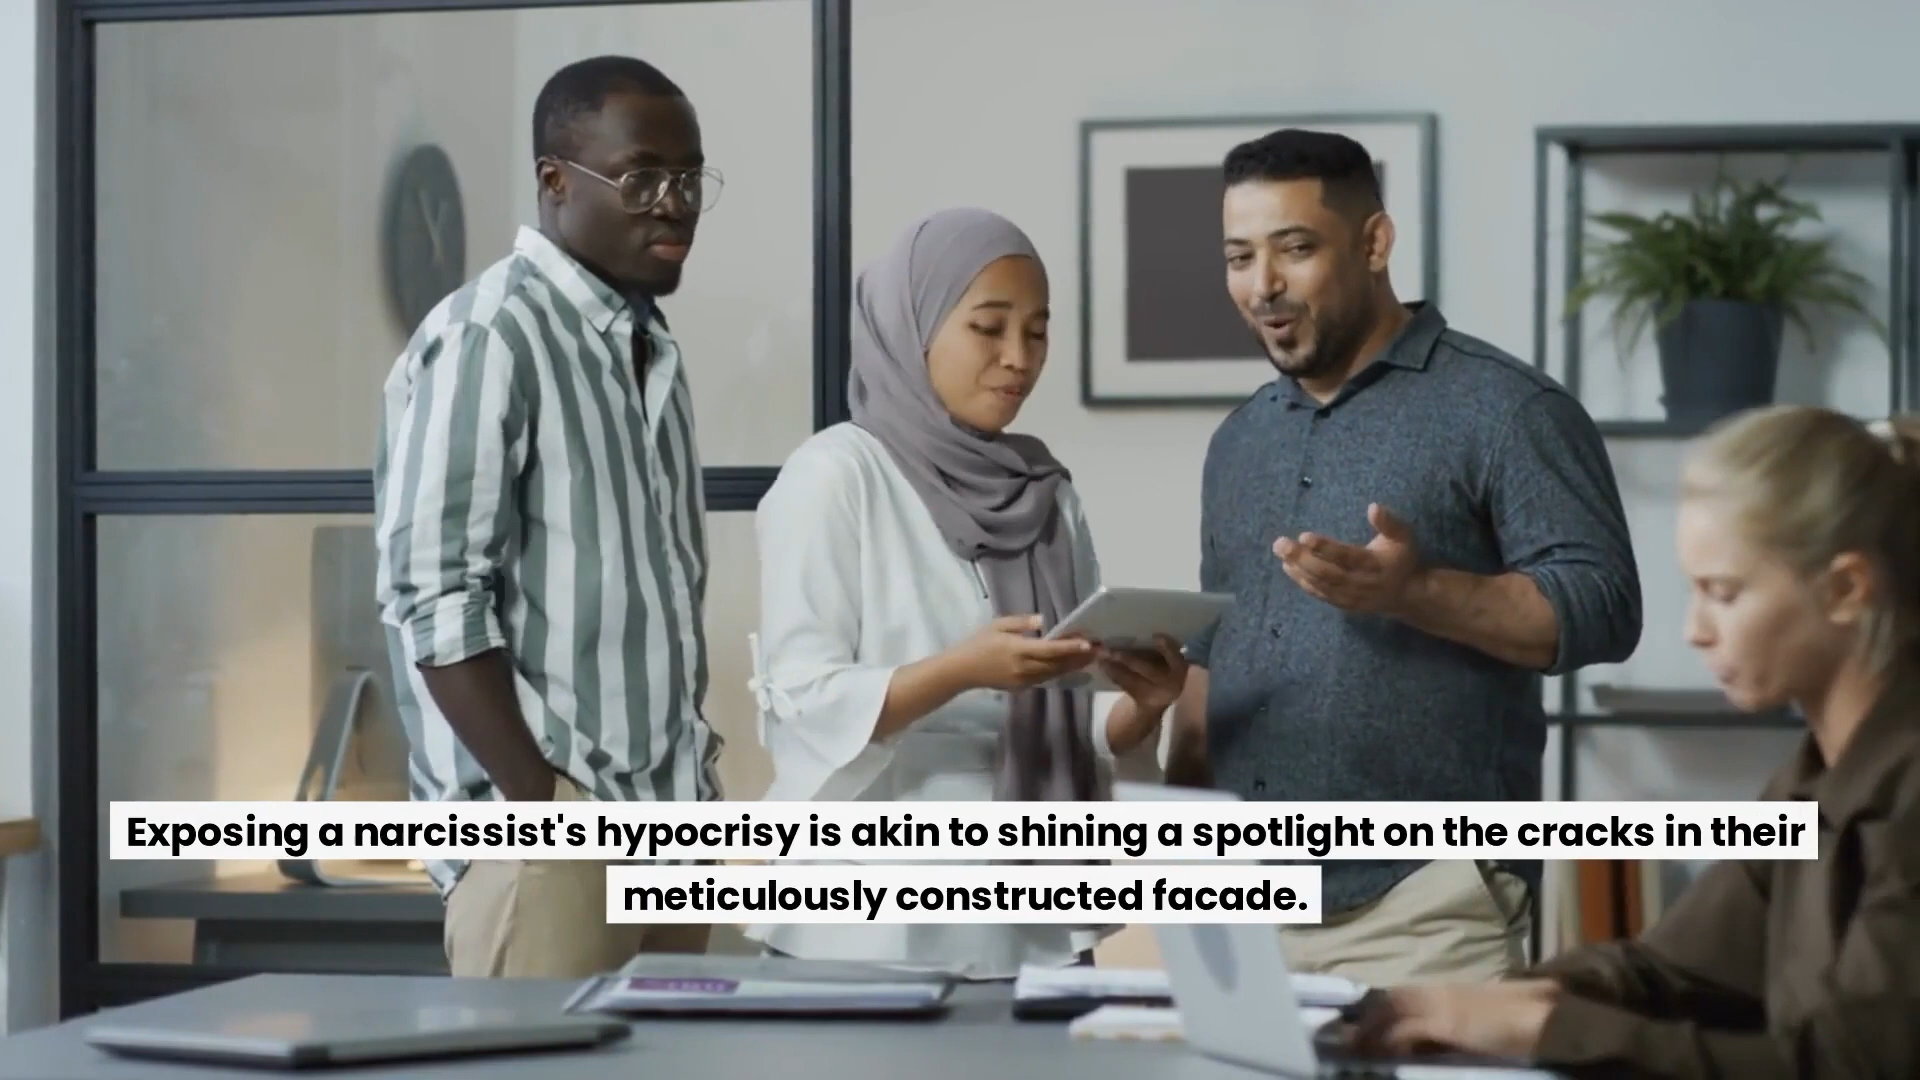 Exposing a narcissist's hypocrisy is akin to shining a spotlight on the cracks in their
meticulously constructed facade.